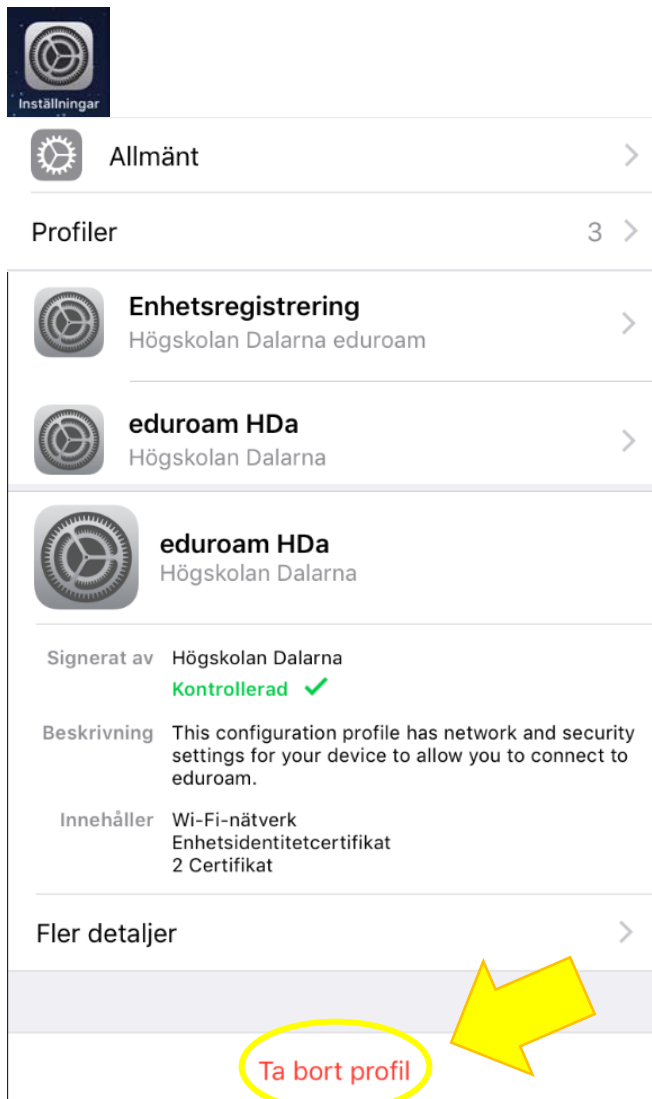 Inställningar
Allmänt
Profiler 3
Enhetsregistrering
Högskolan Dalarna eduroam
eduroam HDa
Högskolan Dalarna
eduroam HDa
Högskolan Dalarna
Signerat av Högskolan Dalarna
Kontrollerad
Beskrivning This configuration profile has network and security
settings for your device to allow you to connect to
eduroam.
Innehåller Wi-Fi-nätverk
Enhetsidentitetcertifikat
2 Certifikat
Fler detaljer
Ta bort profil